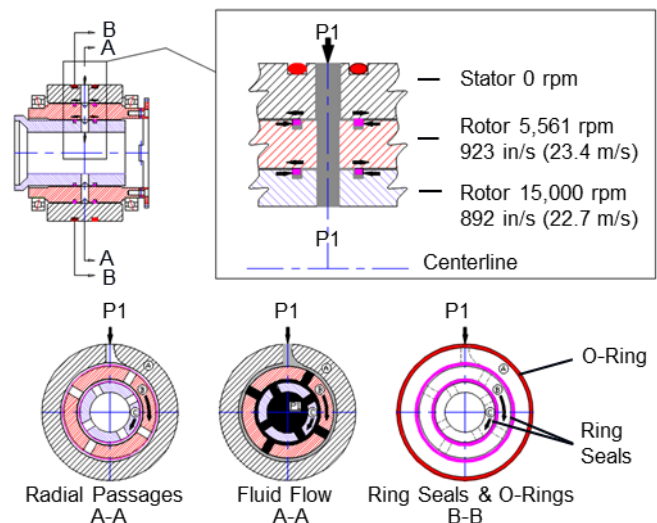 B
A
P1
Stator 0 rpm
Rotor 5,561 rpm
923 in/s (23.4 m/s)
Rotor 15,000 rpm
892 in/s (22.7 m/s)
P1
Centerline
A
B
P1
P1
P1
O-Ring
A
B
C
A
B
P1
C
A
B
C
Ring
Seals
Radial Passages
A-A
Fluid Flow
A-A
Ring Seals & O-Rings
B-B